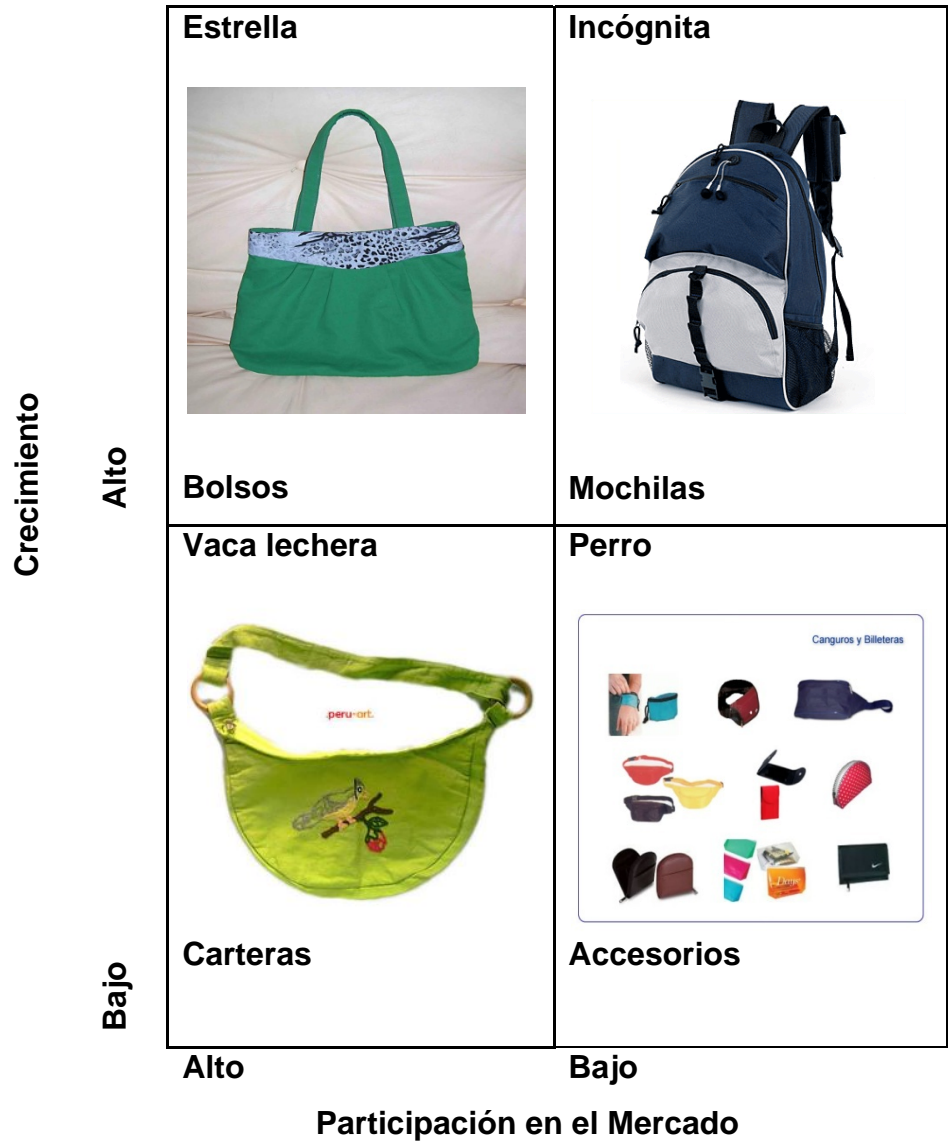 Estrella
Incógnita
Bolsos
Mochilas
Crecimiento
Alto
Vaca lechera
Perro
.peru-art.
Canguros y Billeteras
Carteras
Accesorios
Bajo
Alto
Bajo
Participación en el Mercado